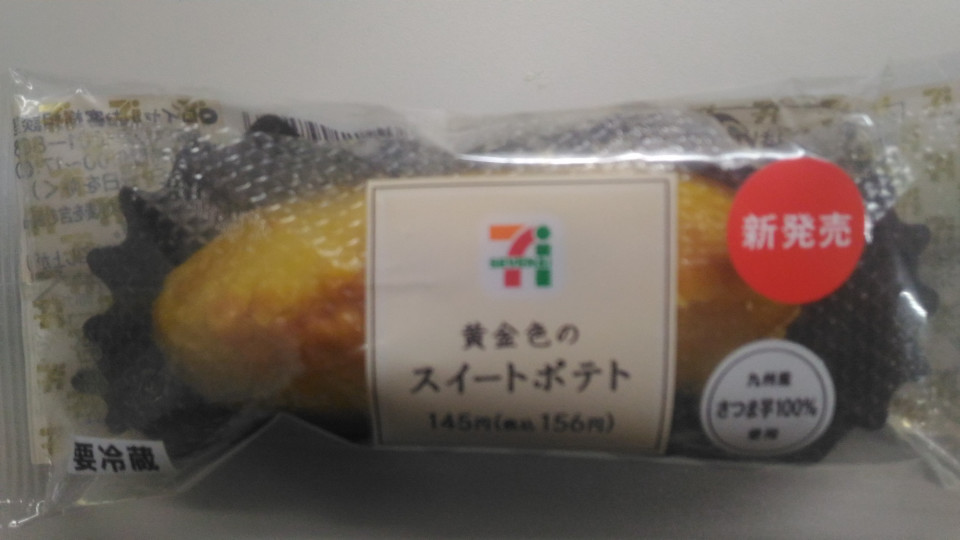 新発売
黄金色の
スイートポテト
145円(税込156円)
九州産
さつま芋100%
使用
要冷蔵